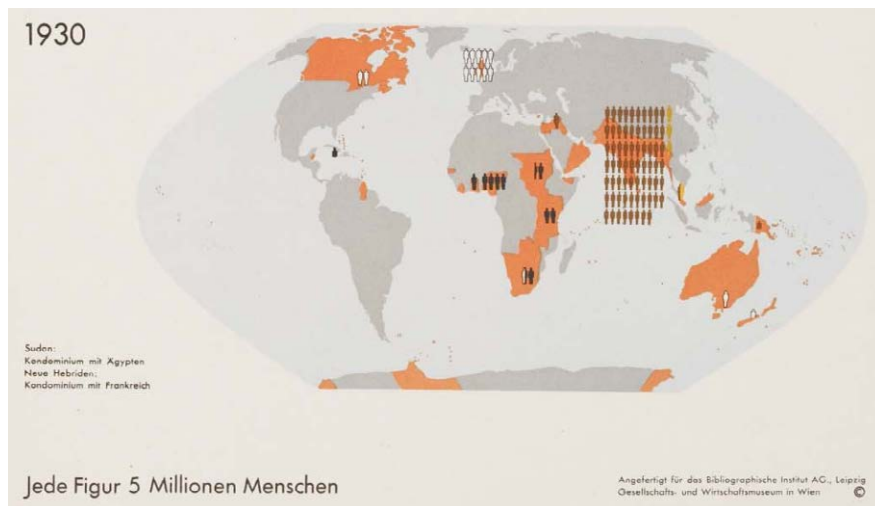 1930
Sudan:
Kondominium mit Ägypten
Neue Hebriden:
Kondominium mit Frankreich
Jede Figur 5 Millionen Menschen
Angefertigt für das Bibliographische Institut AG., Leipzig
Gesellschafts- und Wirtschaftsmuseum in Wien ©